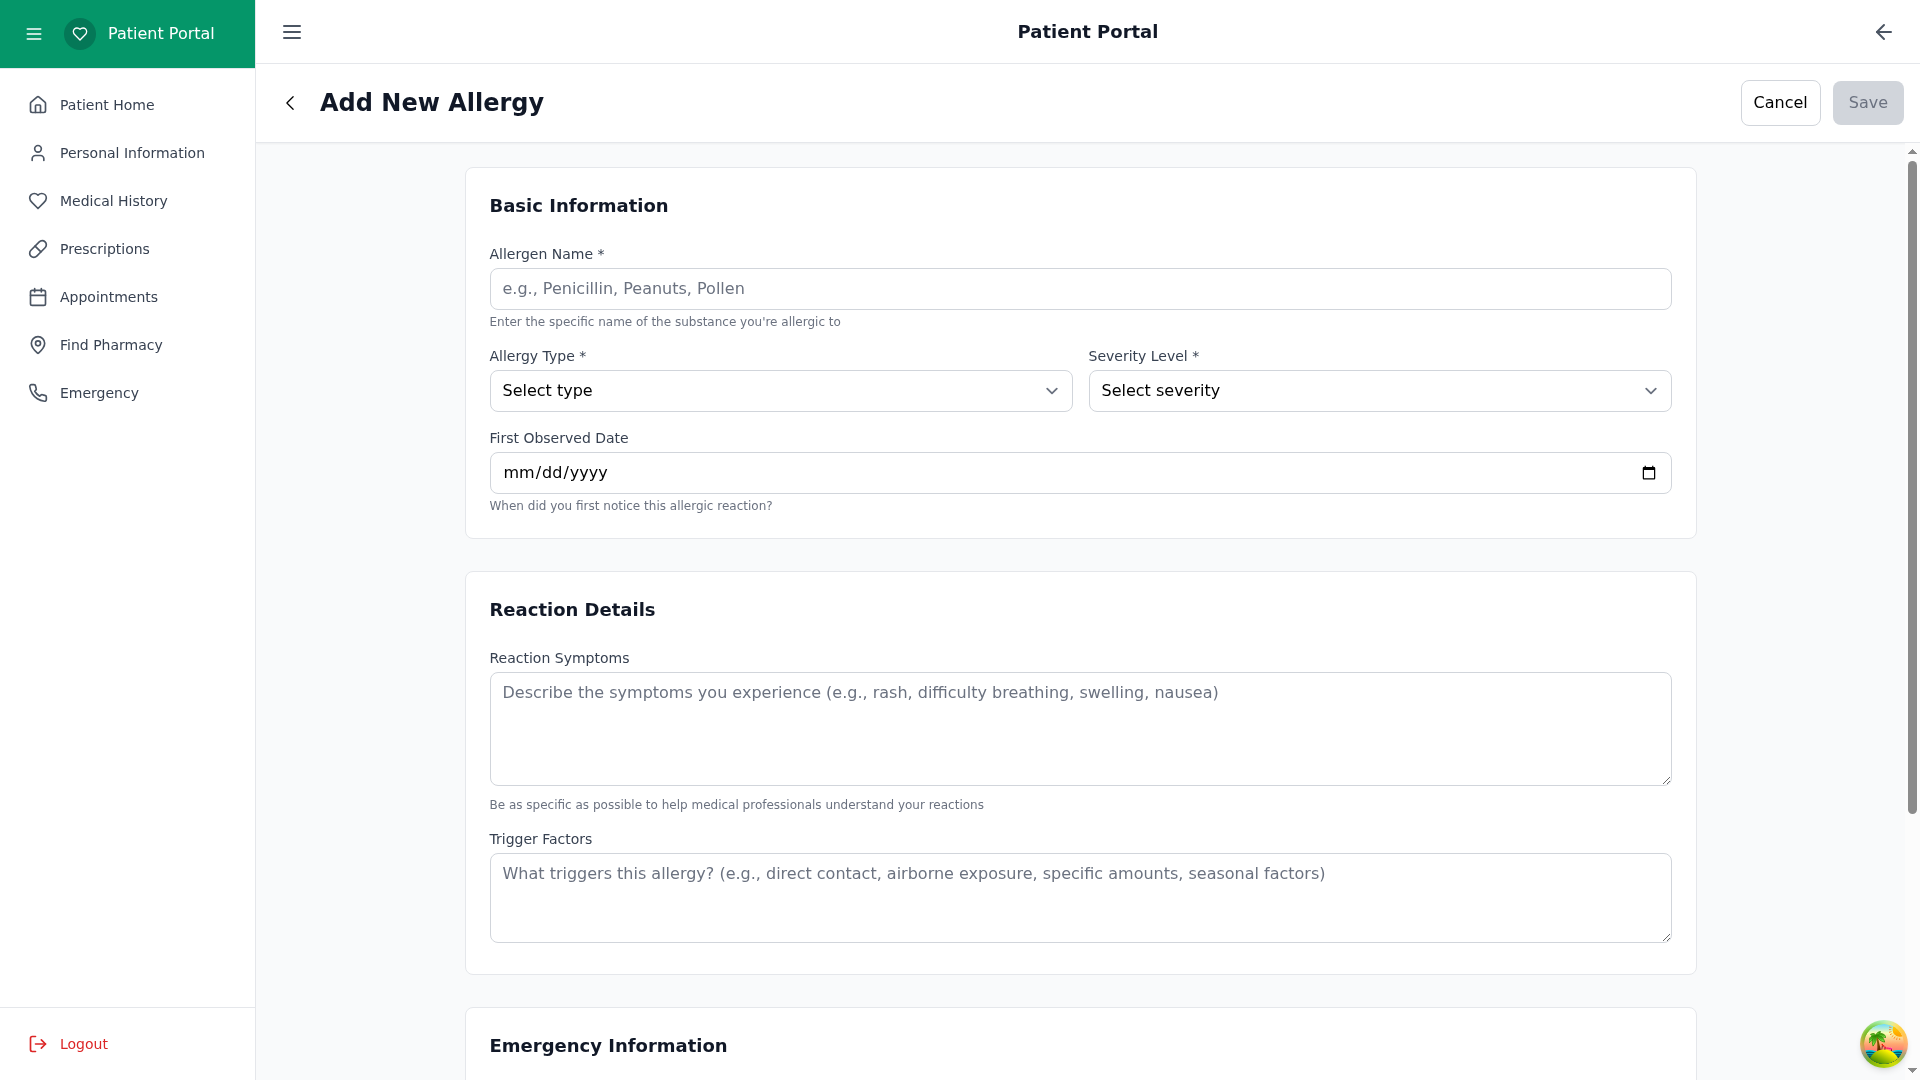 Patient Portal
Patient Home
Personal Information
Medical History
Prescriptions
Appointments
Find Pharmacy
Emergency
Logout
Patient Portal
Add New Allergy
Cancel
Save
Basic Information
Allergen Name *
e.g., Penicillin, Peanuts, Pollen
Enter the specific name of the substance you're allergic to
Allergy Type *
Severity Level *
Select type
Select severity
First Observed Date
mm/dd/yyyy
When did you first notice this allergic reaction?
Reaction Details
Reaction Symptoms
Describe the symptoms you experience (e.g., rash, difficulty breathing, swelling, nausea)
Be as specific as possible to help medical professionals understand your reactions
Trigger Factors
What triggers this allergy? (e.g., direct contact, airborne exposure, specific amounts, seasonal factors)
Emergency Information